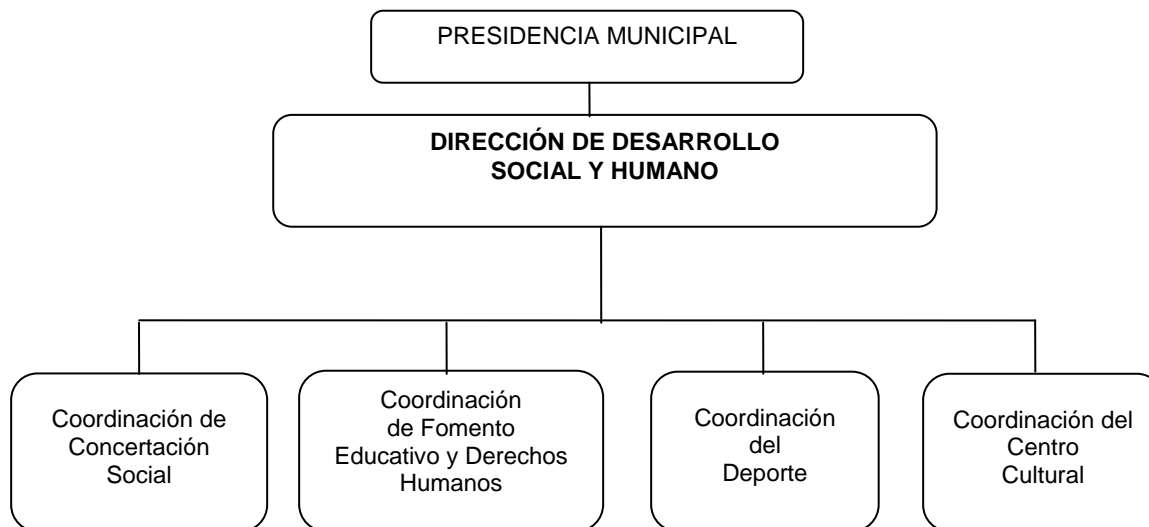 PRESIDENCIA MUNICIPAL
DIRECCIÓN DE DESARROLLO
SOCIAL Y HUMANO
Coordinación de
Concertación
Social
Coordinación
de Fomento
Educativo y Derechos
Humanos
Coordinación
del
Deporte
Coordinación del
Centro
Cultural